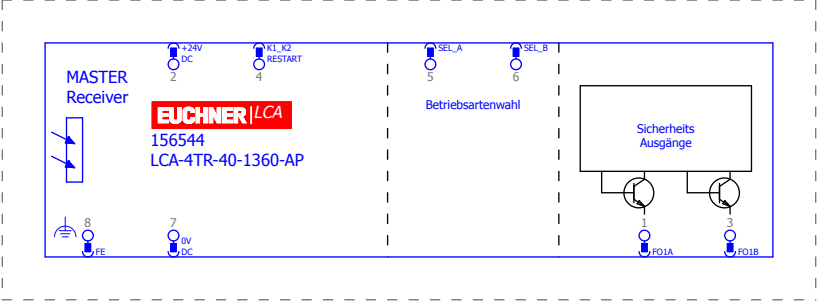 +24V
DC
2
K1_K2
RESTART
4
SEL_A
5
SEL_B
6
MASTER
Receiver
EUCHNER LCA
156544
LCA-4TR-40-1360-AP
Betriebsartenwahl
Sicherheits
Ausgänge
8
FE
7
0V
DC
1
FO1A
3
FO1B